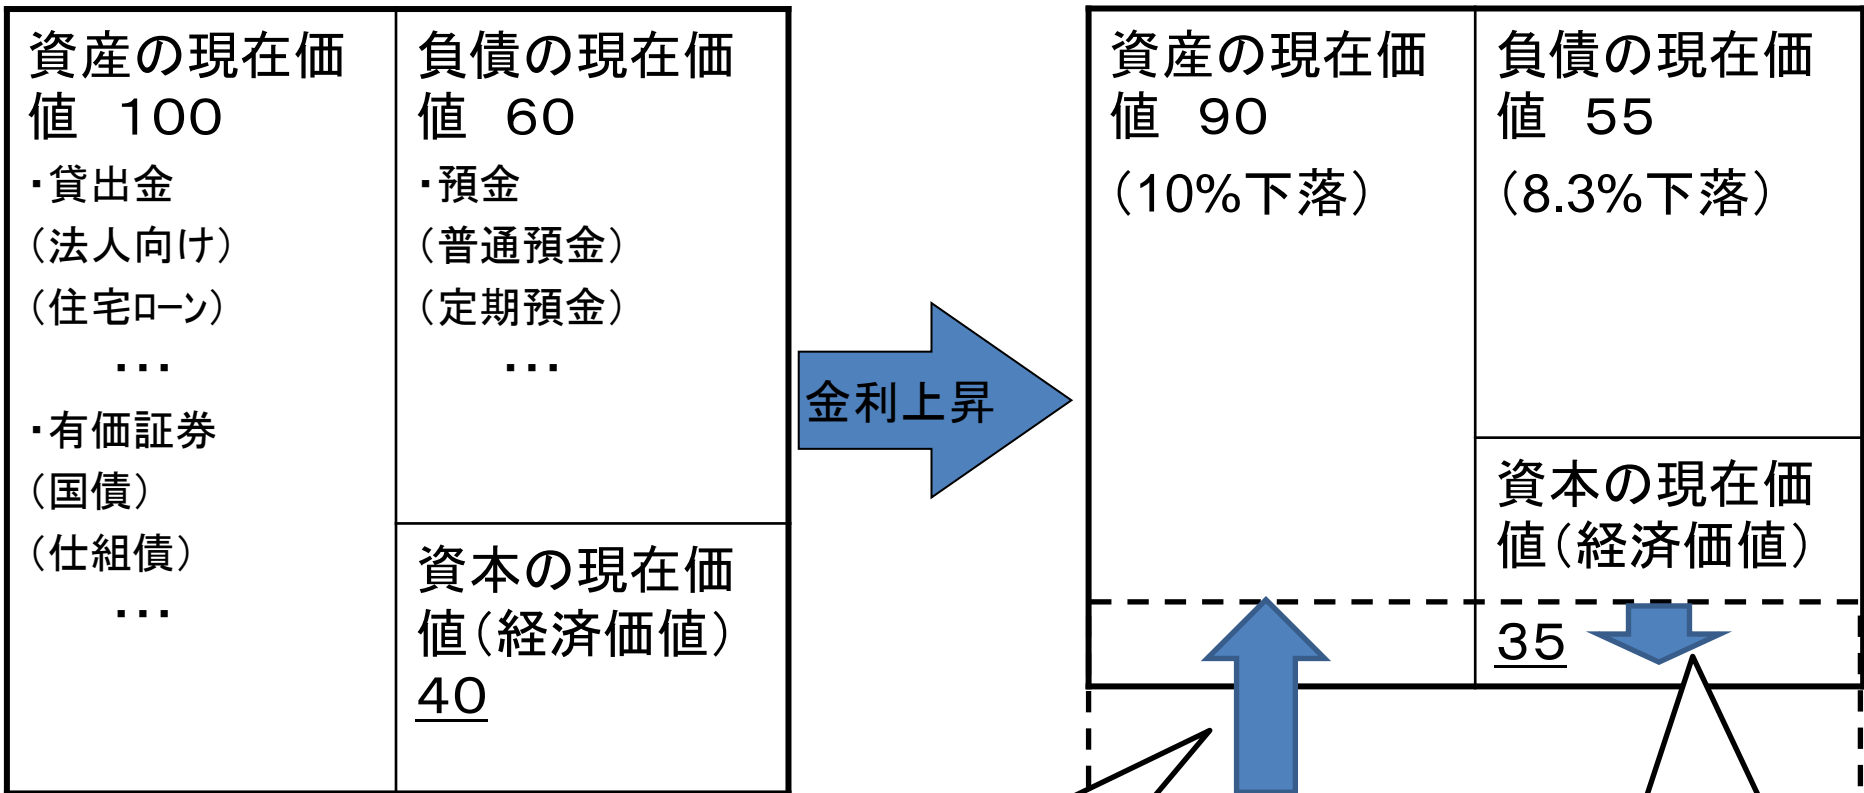 資産の現在価
値　１００
・貸出金
（法人向け）
（住宅ローン）
…
・有価証券
（国債）
（仕組債）
…
負債の現在価
値　６０
・預金
（普通預金）
（定期預金）
…
資本の現在価
値（経済価値）
４０
金利上昇
資産の現在価
値　９０
（10%下落）
負債の現在価
値　５５
（8.3%下落）
資本の現在価
値（経済価値）
３５